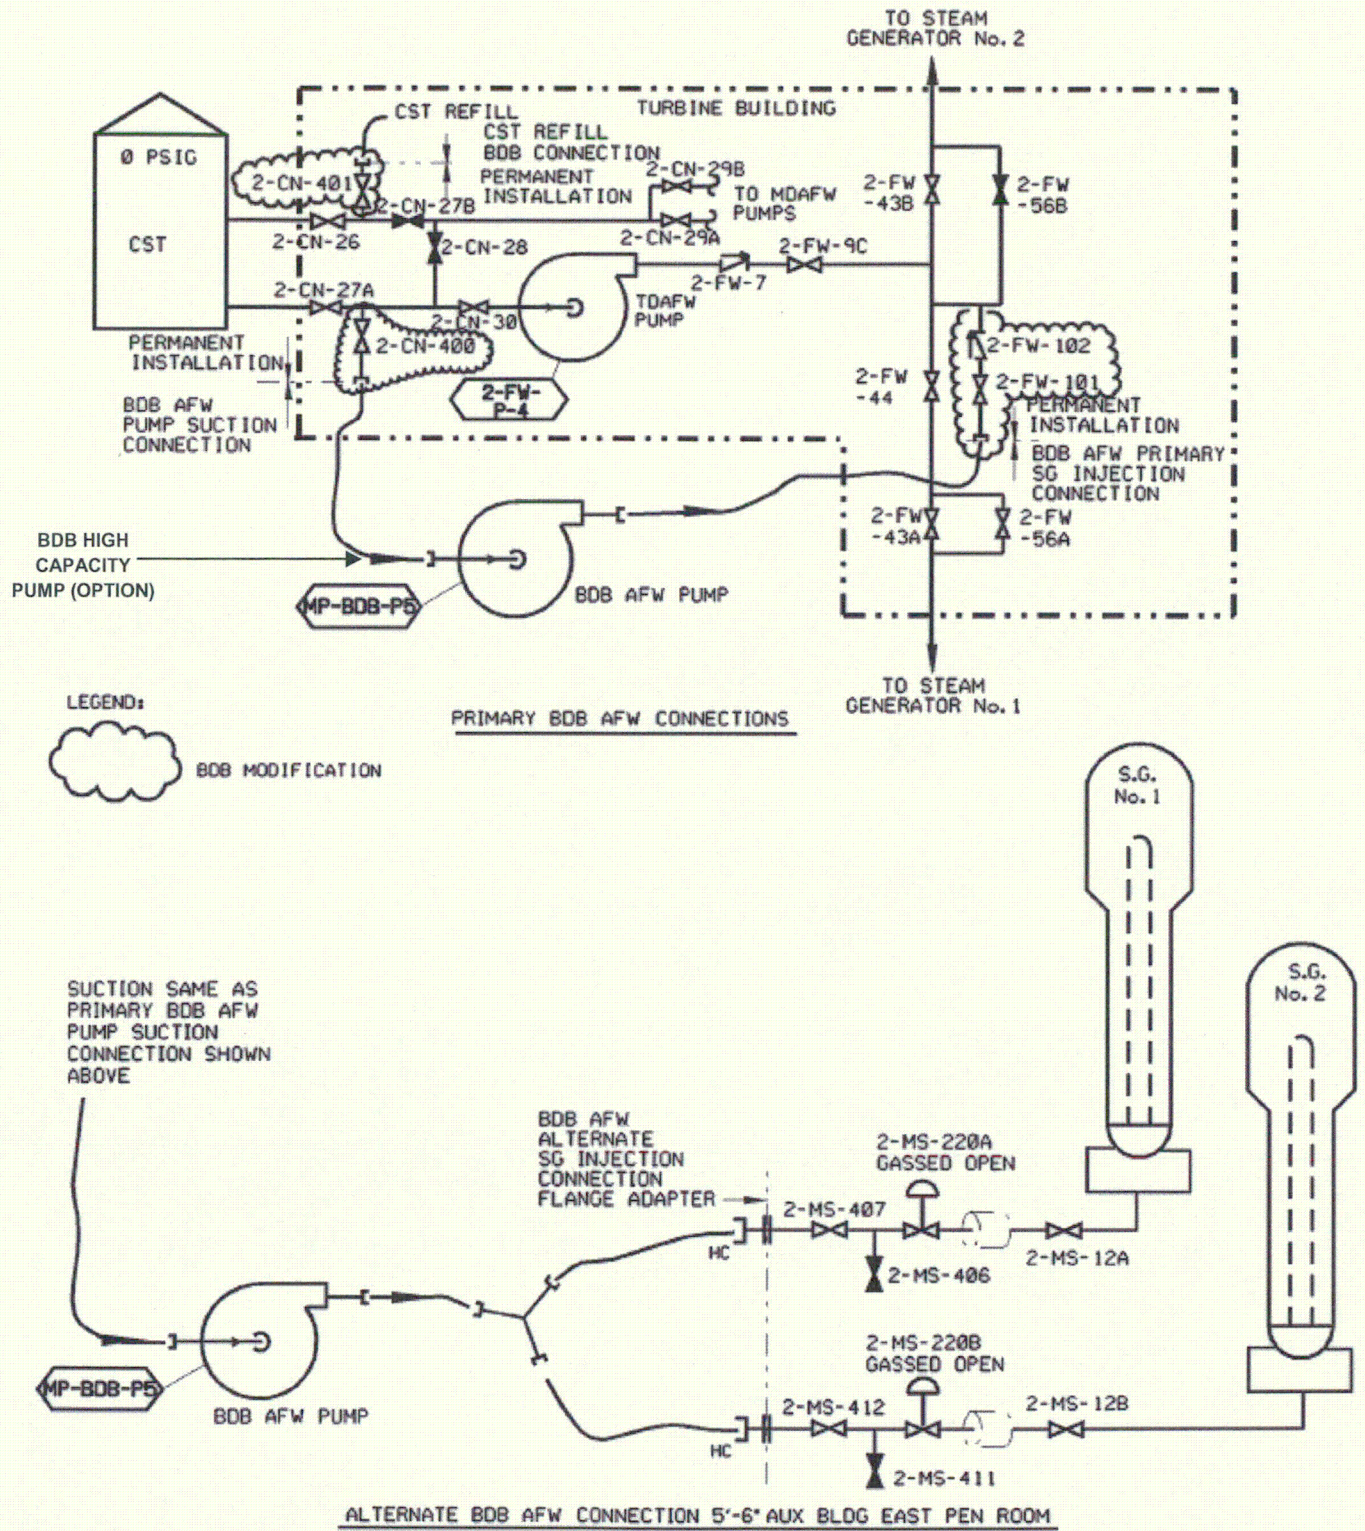 TO STEAM
GENERATOR No. 2
CST REFILL
TURBINE BUILDING
CST REFILL
BDB CONNECTION
PERMANENT
INSTALLATION
Ø PSIG
CST
2-CN-401
2-CN-27B
2-CN-26
2-CN-28
2-CN-29B
TO MDAFW
PUMPS
2-CN-29A
2-FW
-43B
2-FW
-56B
2-FW-9C
2-FW-7
2-CN-27A
2-CN-30
TDAFW
PUMP
PERMANENT
INSTALLATION
2-CN-400
2-FW-
P-4
BDB AFW
PUMP SUCTION
CONNECTION
2-FW-102
2-FW
-44
2-FW-101
PERMANENT
INSTALLATION
BDB AFW PRIMARY
SG INJECTION
CONNECTION
2-FW
-43A
2-FW
-56A
BDB HIGH
CAPACITY
PUMP (OPTION)
MP-BDB-P5
BDB AFW PUMP
TO STEAM
GENERATOR No. 1
LEGEND:
BDB MODIFICATION
PRIMARY BDB AFW CONNECTIONS
S.G.
No. 1
S.G.
No. 2
SUCTION SAME AS
PRIMARY BDB AFW
PUMP SUCTION
CONNECTION SHOWN
ABOVE
BDB AFW
ALTERNATE
SG INJECTION
CONNECTION
FLANGE ADAPTER
2-MS-220A
GASSED OPEN
2-MS-407
HC
2-MS-406
2-MS-12A
2-MS-220B
GASSED OPEN
2-MS-412
2-MS-12B
HC
2-MS-411
MP-BDB-P5
BDB AFW PUMP
ALTERNATE BDB AFW CONNECTION 5'-6" AUX BLDG EAST PEN ROOM